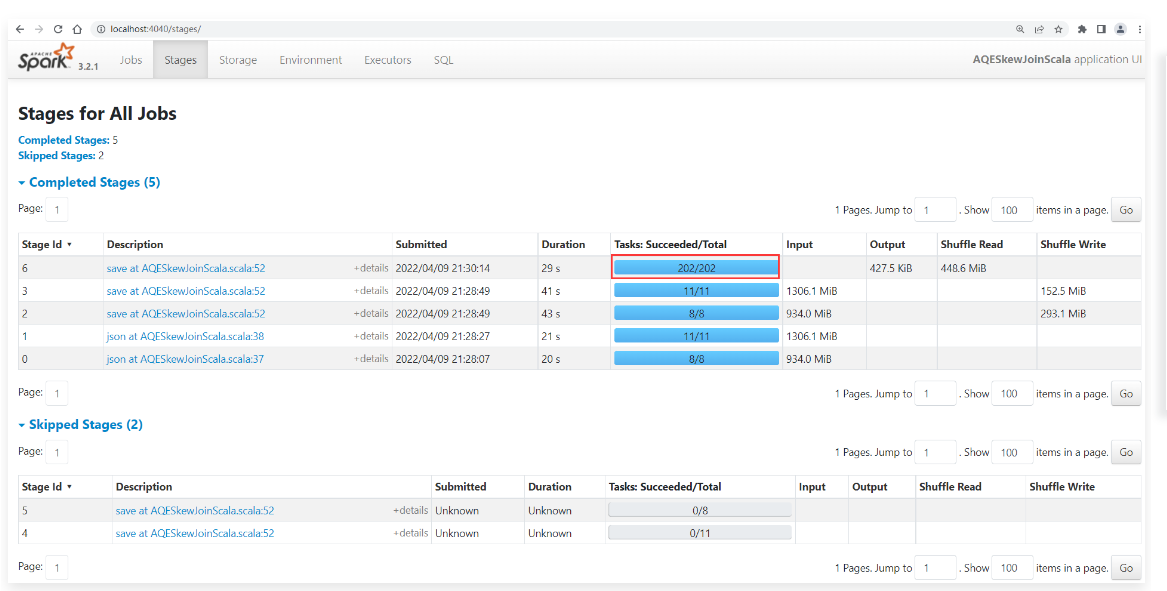 localhost:4040/stages/
APACHE
Spark 3.2.1 Jobs Stages Storage Environment Executors SQL AQESkewJoinScala application UI
Stages for All Jobs
Completed Stages: 5
Skipped Stages: 2
Completed Stages (5)
Page: 1 1 Pages. Jump to 1 . Show 100 items in a page. Go
Stage Id Description Submitted Duration Tasks: Succeeded/Total Input Output Shuffle Read Shuffle Write
6 save at AQESkewJoinScala.scala:52 +details 2022/04/09 21:30:14 29 s 202/202 427.5 KiB 448.6 MiB
3 save at AQESkewJoinScala.scala:52 +details 2022/04/09 21:28:49 41 s 11/11 1306.1 MiB 152.5 MiB
2 save at AQESkewJoinScala.scala:52 +details 2022/04/09 21:28:49 43 s 8/8 934.0 MiB 293.1 MiB
1 json at AQESkewJoinScala.scala:38 +details 2022/04/09 21:28:27 21 s 11/11 1306.1 MiB
0 json at AQESkewJoinScala.scala:37 +details 2022/04/09 21:28:07 20 s 8/8 934.0 MiB
Page: 1 1 Pages. Jump to 1 . Show 100 items in a page. Go
Skipped Stages (2)
Page: 1 1 Pages. Jump to 1 . Show 100 items in a page. Go
Stage Id Description Submitted Duration Tasks: Succeeded/Total Input Output Shuffle Read Shuffle Write
5 save at AQESkewJoinScala.scala:52 +details Unknown Unknown 0/8
4 save at AQESkewJoinScala.scala:52 +details Unknown Unknown 0/11
Page: 1 1 Pages. Jump to 1 . Show 100 items in a page. Go